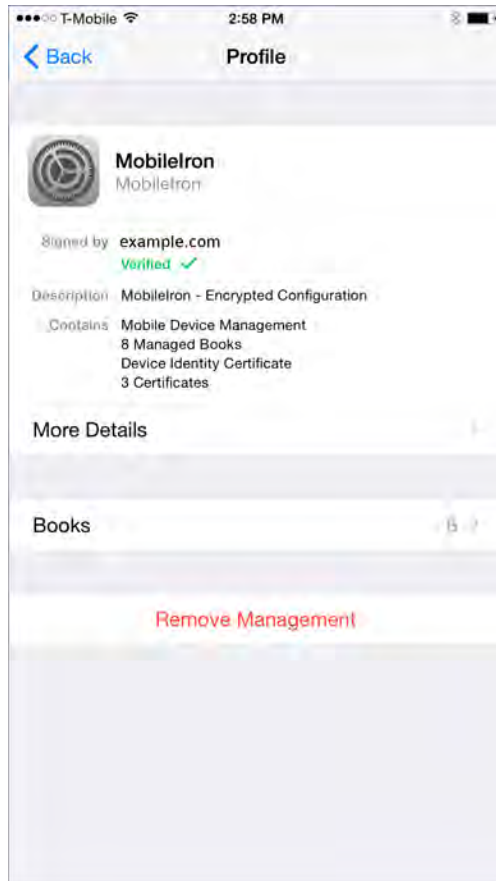 T-Mobile 2:58 PM
Back Profile
MobileIron
MobileIron
Signed by example.com
Verified
Description MobileIron - Encrypted Configuration
Contains Mobile Device Management
8 Managed Books
Device Identity Certificate
3 Certificates
More Details
Books
Remove Management